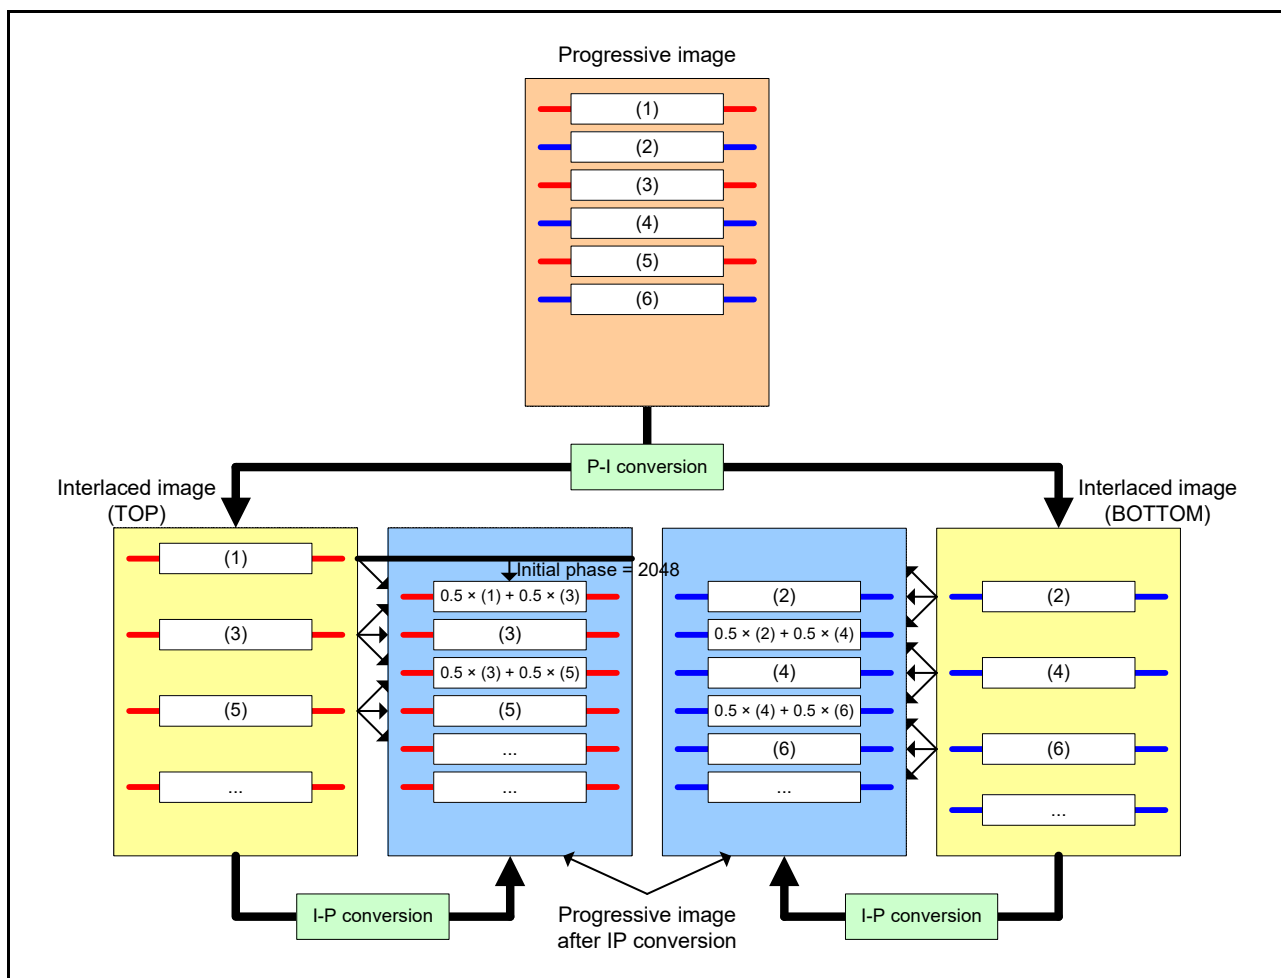 Progressive image
(1)
(2)
(3)
(4)
(5)
(6)
P-I conversion
Interlaced image
(TOP)
Interlaced image
(BOTTOM)
(1)
(3)
(5)
...
Initial phase = 2048
0.5 × (1) + 0.5 × (3)
(3)
0.5 × (3) + 0.5 × (5)
(5)
...
...
(2)
0.5 × (2) + 0.5 × (4)
(4)
0.5 × (4) + 0.5 × (6)
(6)
...
(2)
(4)
(6)
...
I-P conversion
Progressive image
after IP conversion
I-P conversion